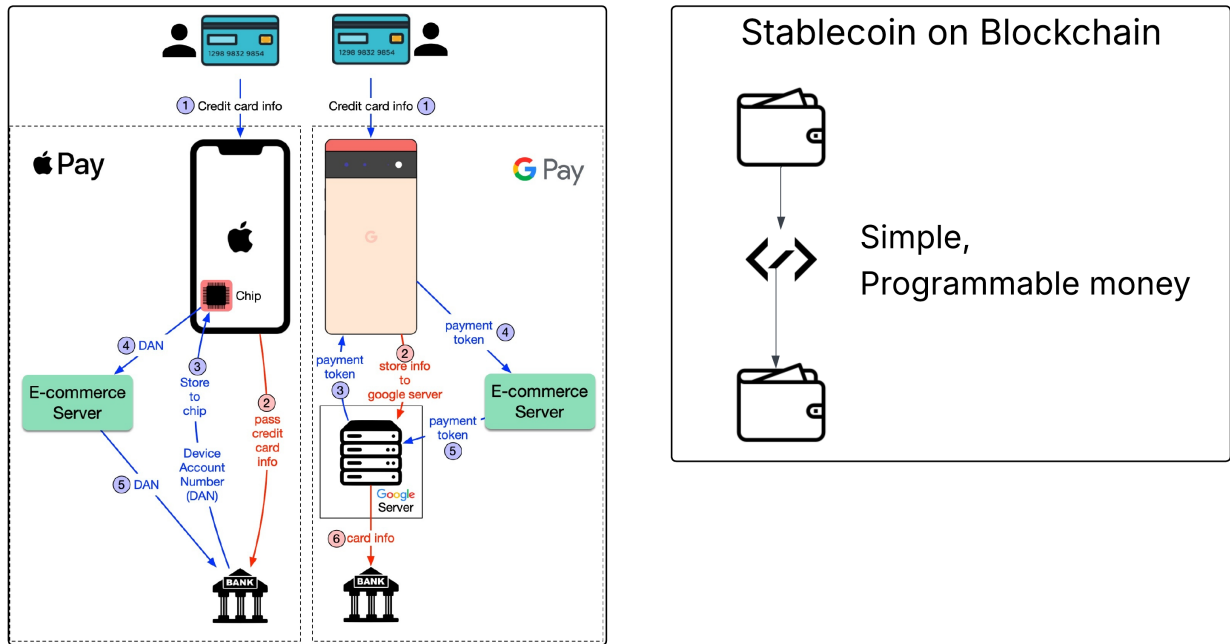 1298 9832 9854
1 Credit card info
Pay
Chip
4 DAN
E-commerce
Server
3
Store
to
chip
2
pass
credit
card
info
Device
Account
Number
(DAN)
5 DAN
BANK
1298 9832 9854
Credit card info 1
G Pay
G
payment
token
4
2
store info
to
google server
payment
token
3
E-commerce
Server
payment
token
5
Google
Server
6 card info
BANK
Stablecoin on Blockchain
Simple,
Programmable money